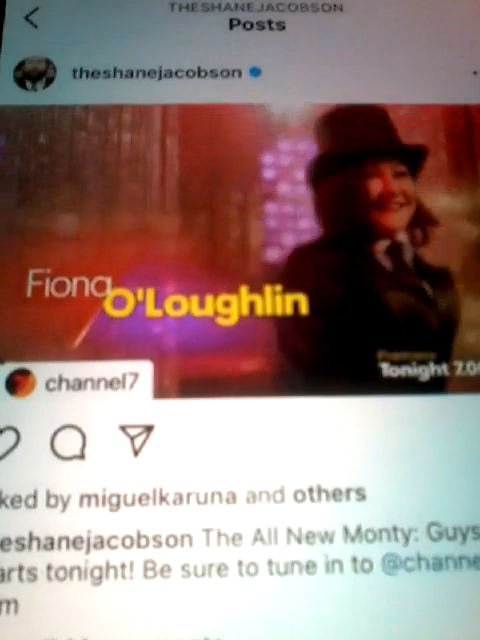 THESHANEJACOBSON
Posts
theshanejacobson
Fiona
O'Loughlin
Tonight 7.0
channel7
ked by miguelkaruna and others
eshanejacobson The All New Monty: Guys
arts tonight! Be sure to tune in to @channe
m